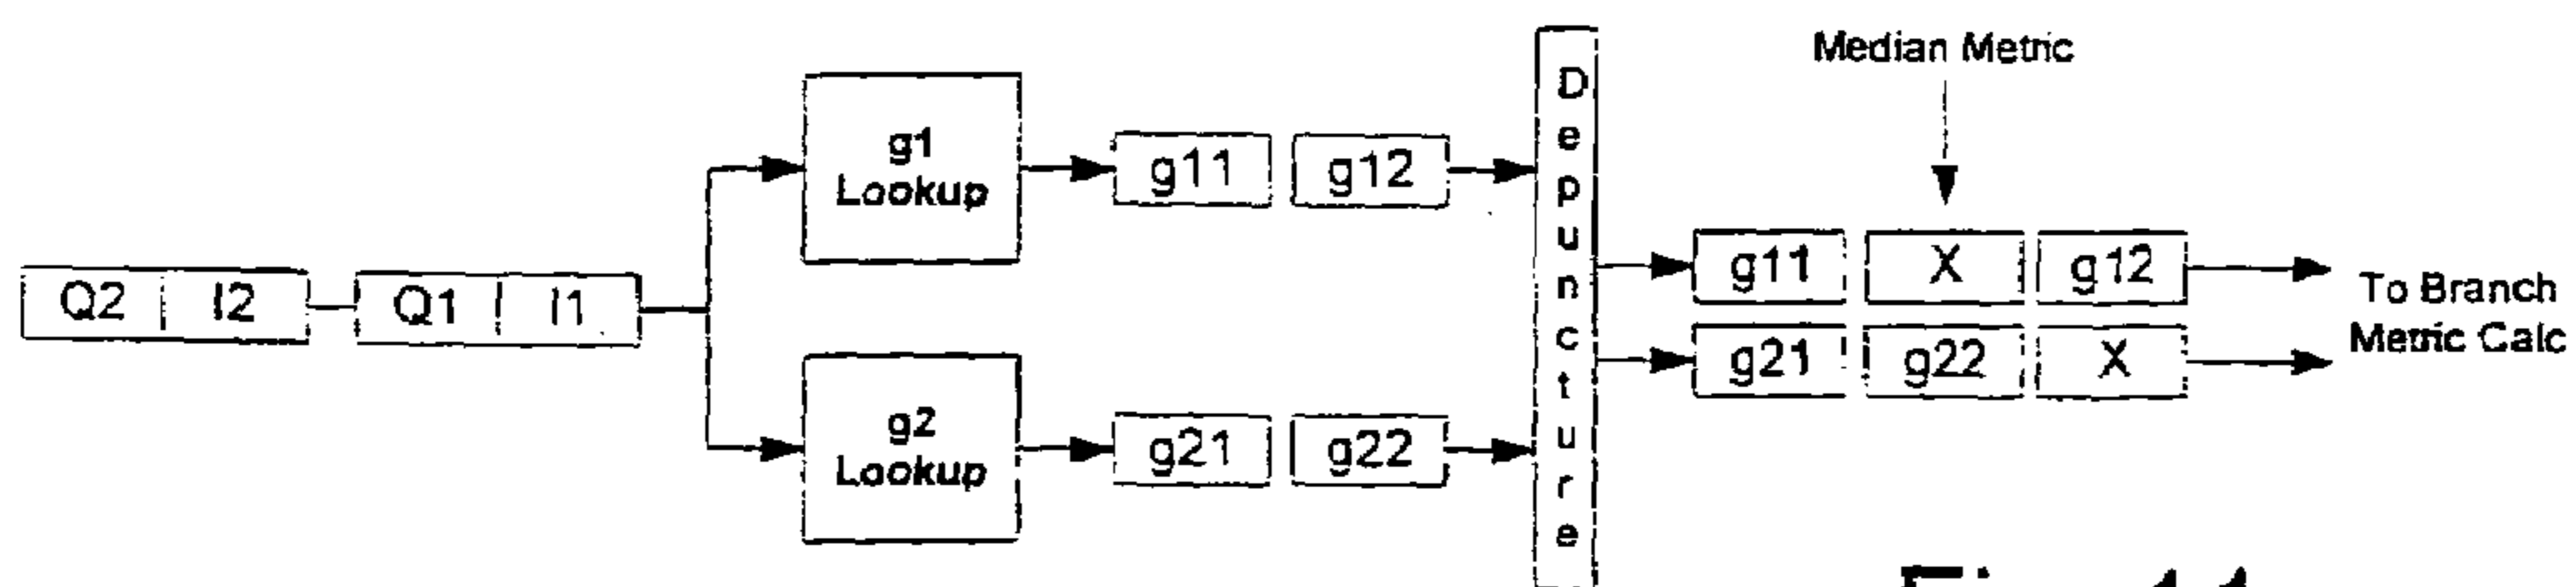 Median Metric
Depuncture
g1
Lookup
g11 g12
g11 X g12
Q2 I2 Q1 I1
To Branch
Metric Calc
g21 g22 X
g2
Lookup
g21 g22